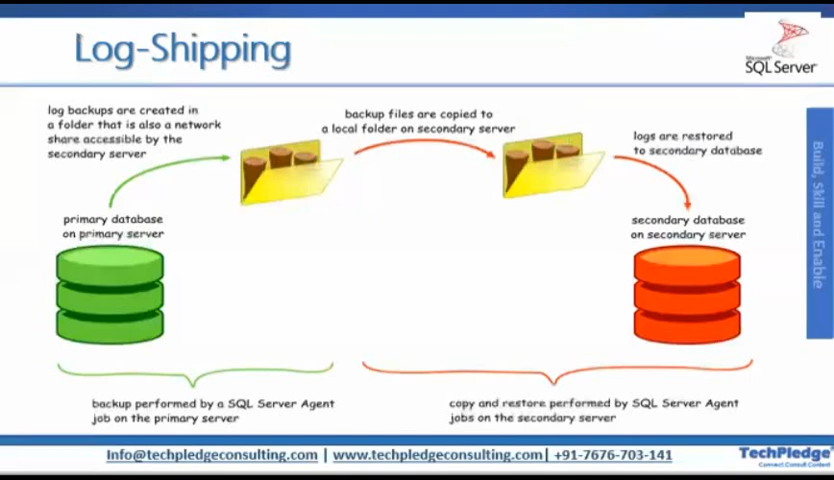 Log-Shipping
Microsoft
SQL Server
log backups are created in
a folder that is also a network
share accessible by the
secondary server
backup files are copied to
a local folder on secondary server
logs are restored
to secondary database
primary database
on primary server
secondary database
on secondary server
Build, Skill and Enable
backup performed by a SQL Server Agent
job on the primary server
copy and restore performed by SQL Server Agent
jobs on the secondary server
Info@techpledgeconsulting.com | www.techpledgeconsulting.com| +91-7676-703-141
TechPledge
Connect.Consult.Content